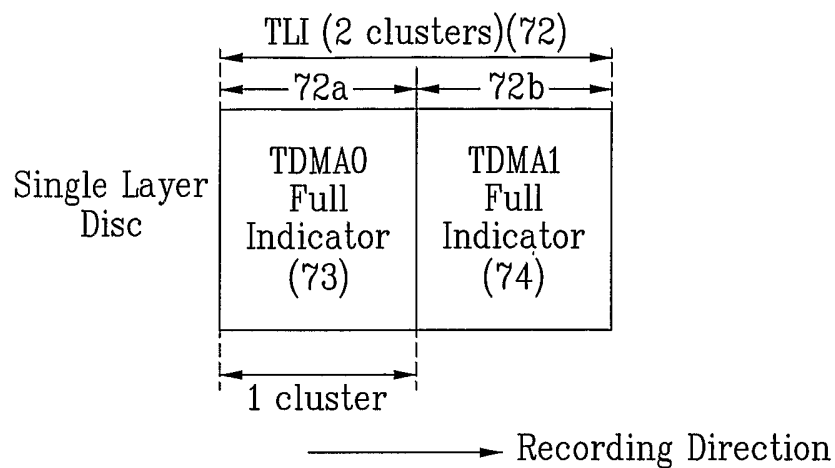 TLI (2 clusters)(72)
72a 72b
Single Layer
Disc
TDMA0
Full
Indicator
(73)
TDMA1
Full
Indicator
(74)
1 cluster
Recording Direction